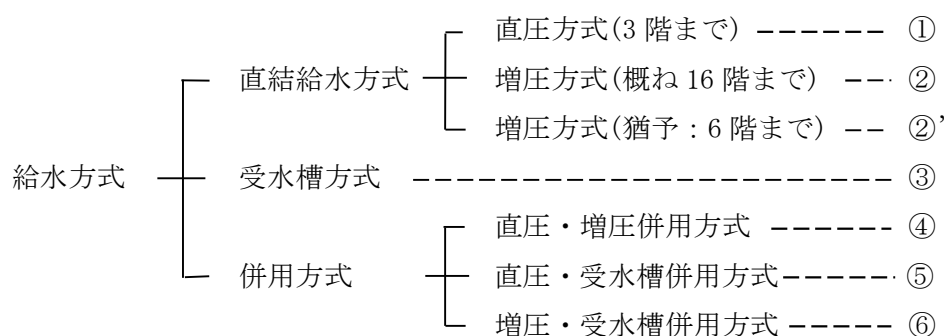 直圧方式(3 階まで) ------ ①
直結給水方式 増圧方式(概ね 16 階まで) --- ②
増圧方式(猶予：6 階まで) -- ②’
給水方式 受水槽方式 --------------------- ③
直圧・増圧併用方式 ------ ④
併用方式 直圧・受水槽併用方式------ ⑤
増圧・受水槽併用方式 ----- ⑥